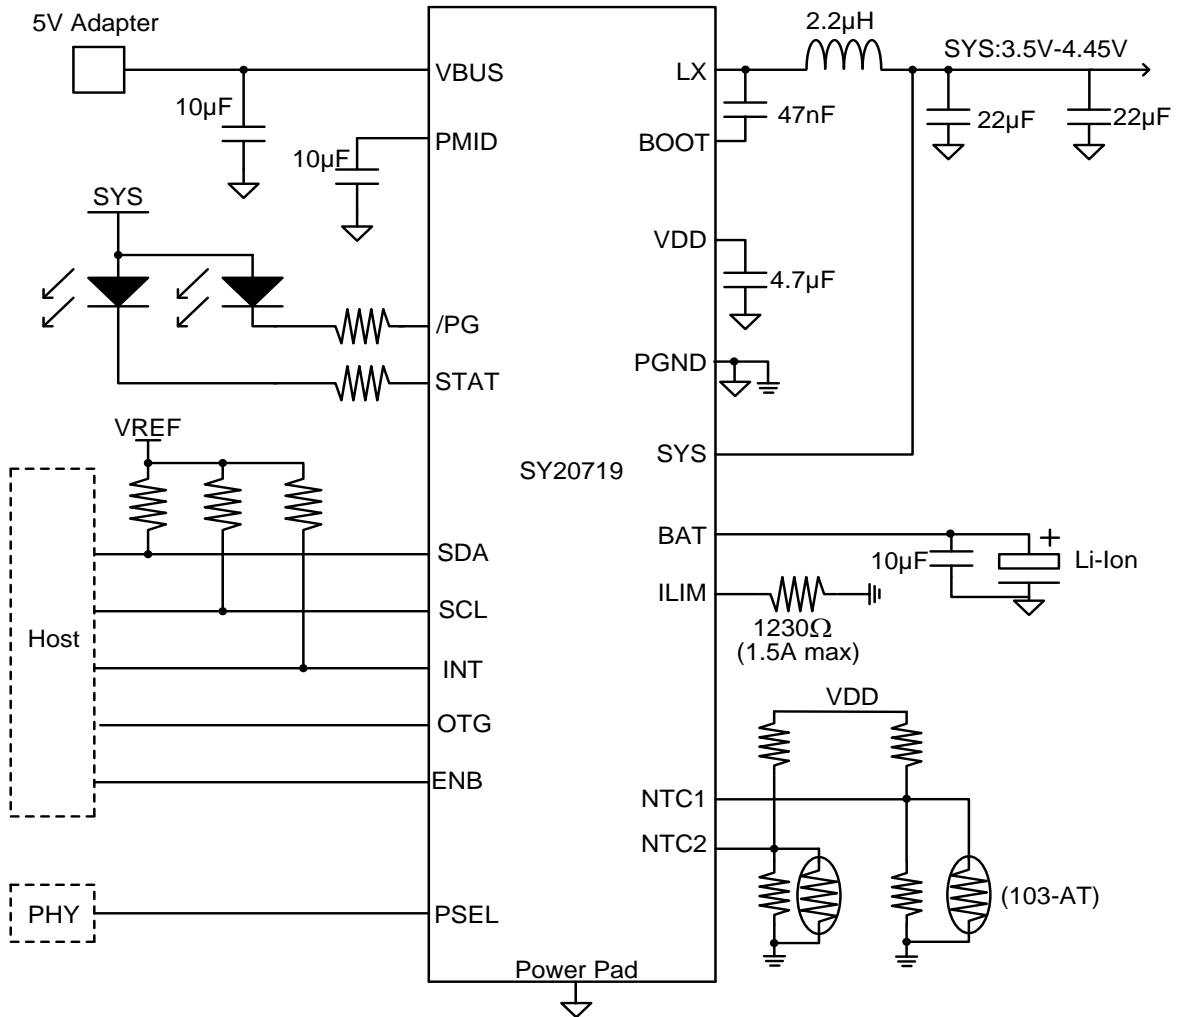 5V Adapter
10µF
VBUS
10µF
PMID
SYS
/PG
STAT
VREF
Host
SDA
SCL
INT
OTG
ENB
PHY
PSEL
SY20719
Power Pad
LX
2.2µH
SYS:3.5V-4.45V
47nF
22µF
22µF
BOOT
VDD
4.7µF
PGND
SYS
BAT
10µF
+
Li-Ion
ILIM
1230Ω
(1.5A max)
VDD
NTC1
NTC2
(103-AT)